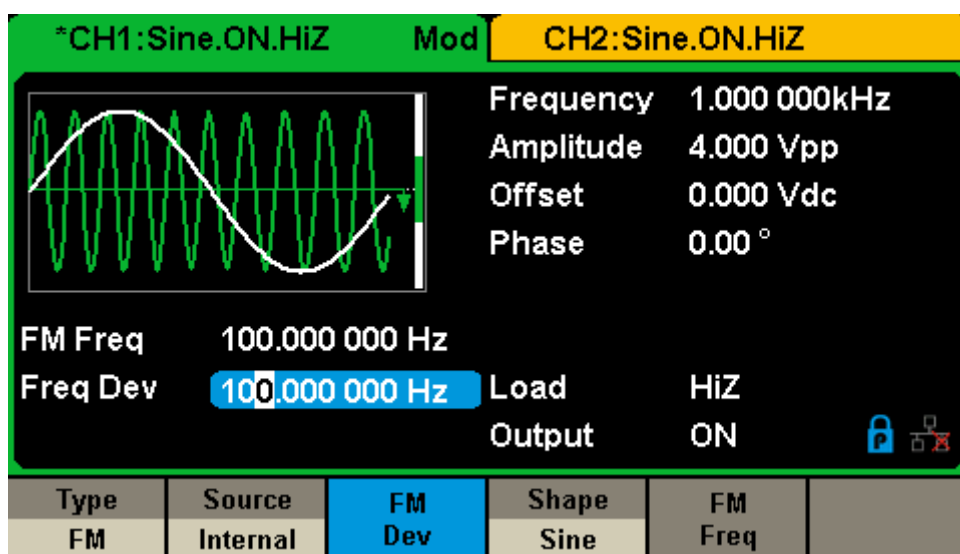 *CH1:Sine.ON.HiZ Mod
CH2:Sine.ON.HiZ
Frequency 1.000 000kHz
Amplitude 4.000 Vpp
Offset 0.000 Vdc
Phase 0.00 °
FM Freq 100.000 000 Hz
Freq Dev 100.000 000 Hz
Load HiZ
Output ON
P
Type
FM
Source
Internal
FM
Dev
Shape
Sine
FM
Freq